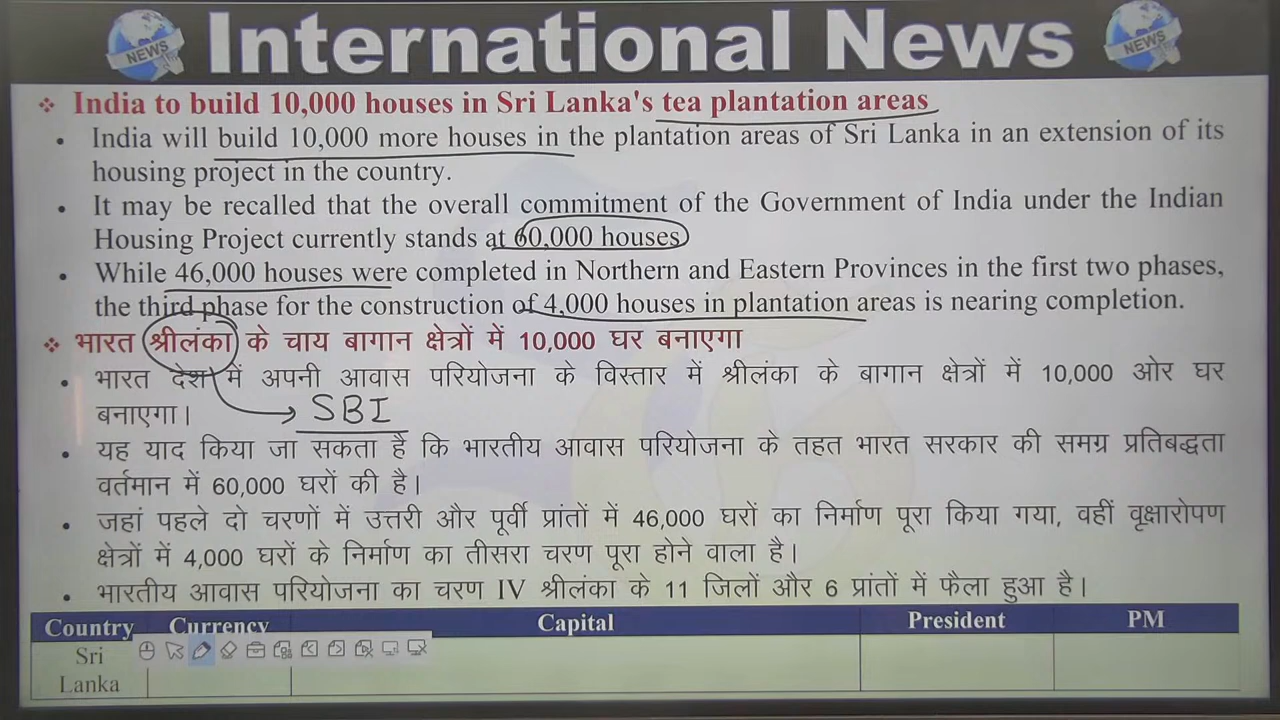 NEWS International News NEWS
❖ India to build 10,000 houses in Sri Lanka's tea plantation areas
• India will build 10,000 more houses in the plantation areas of Sri Lanka in an extension of its
housing project in the country.
• It may be recalled that the overall commitment of the Government of India under the Indian
Housing Project currently stands at 60,000 houses
• While 46,000 houses were completed in Northern and Eastern Provinces in the first two phases,
the third phase for the construction of 4,000 houses in plantation areas is nearing completion.
❖ भारत श्रीलंका के चाय बागान क्षेत्रों में 10,000 घर बनाएगा
• भारत देश में अपनी आवास परियोजना के विस्तार में श्रीलंका के बागान क्षेत्रों में 10,000 ओर घर
बनाएगा। SBI
• यह याद किया जा सकता है कि भारतीय आवास परियोजना के तहत भारत सरकार की समग्र प्रतिबद्धता
वर्तमान में 60,000 घरों की है।
• जहां पहले दो चरणों में उत्तरी और पूर्वी प्रांतों में 46,000 घरों का निर्माण पूरा किया गया, वहीं वृक्षारोपण
क्षेत्रों में 4,000 घरों के निर्माण का तीसरा चरण पूरा होने वाला है।
• भारतीय आवास परियोजना का चरण IV श्रीलंका के 11 जिलों और 6 प्रांतों में फैला हुआ है।
Country Currency Capital President PM
Sri
Lanka